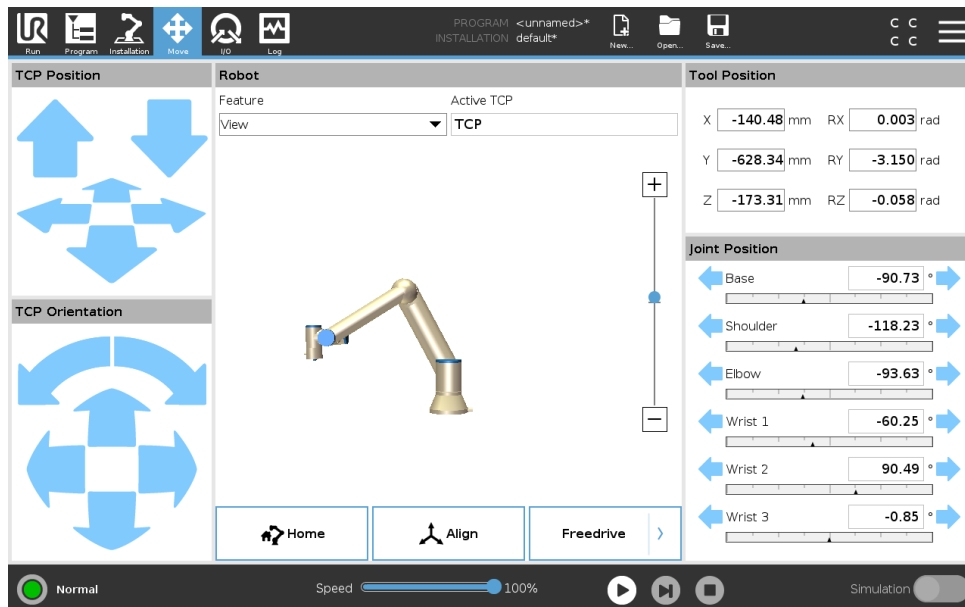 PROGRAM <unnamed>*
INSTALLATION default*
C C
C C
Run Program Installation Move I/O Log New... Open... Save...
TCP Position
Robot
Tool Position
Feature
Active TCP
View
TCP
X -140.48 mm RX 0.003 rad
Y -628.34 mm RY -3.150 rad
Z -173.31 mm RZ -0.058 rad
Joint Position
Base -90.73 °
Shoulder -118.23 °
Elbow -93.63 °
Wrist 1 -60.25 °
Wrist 2 90.49 °
Wrist 3 -0.85 °
TCP Orientation
Home
Align
Freedrive
Normal
Speed 100%
Simulation